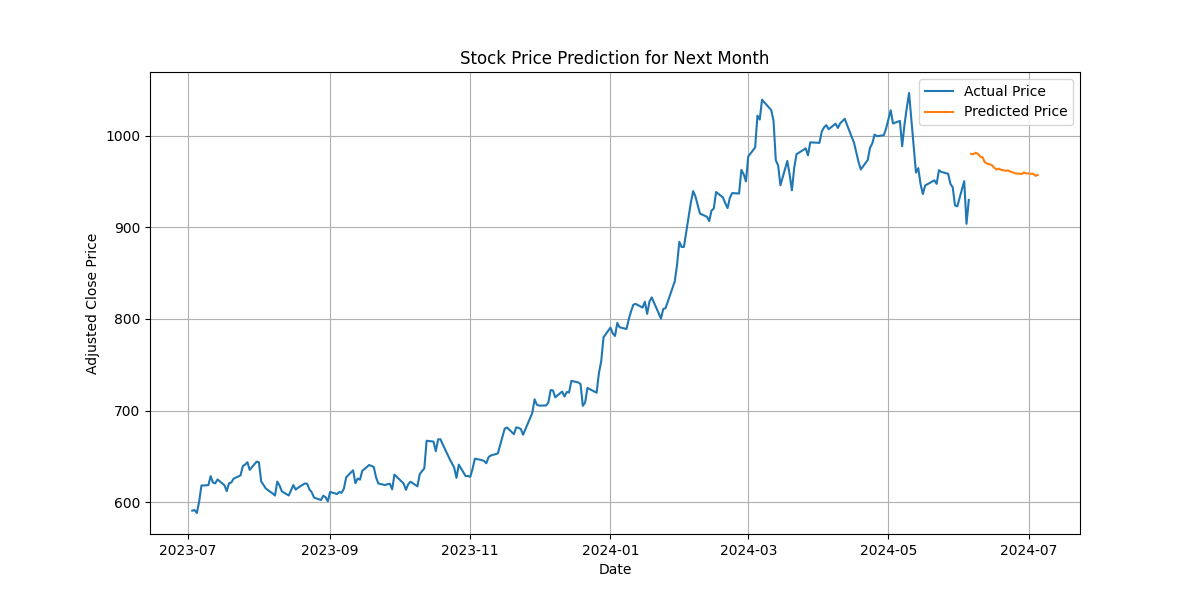 Stock Price Prediction for Next Month
Actual Price
Predicted Price
1000
900
800
700
600
Adjusted Close Price
2023-07
2023-09
2023-11
2024-01
2024-03
2024-05
2024-07
Date